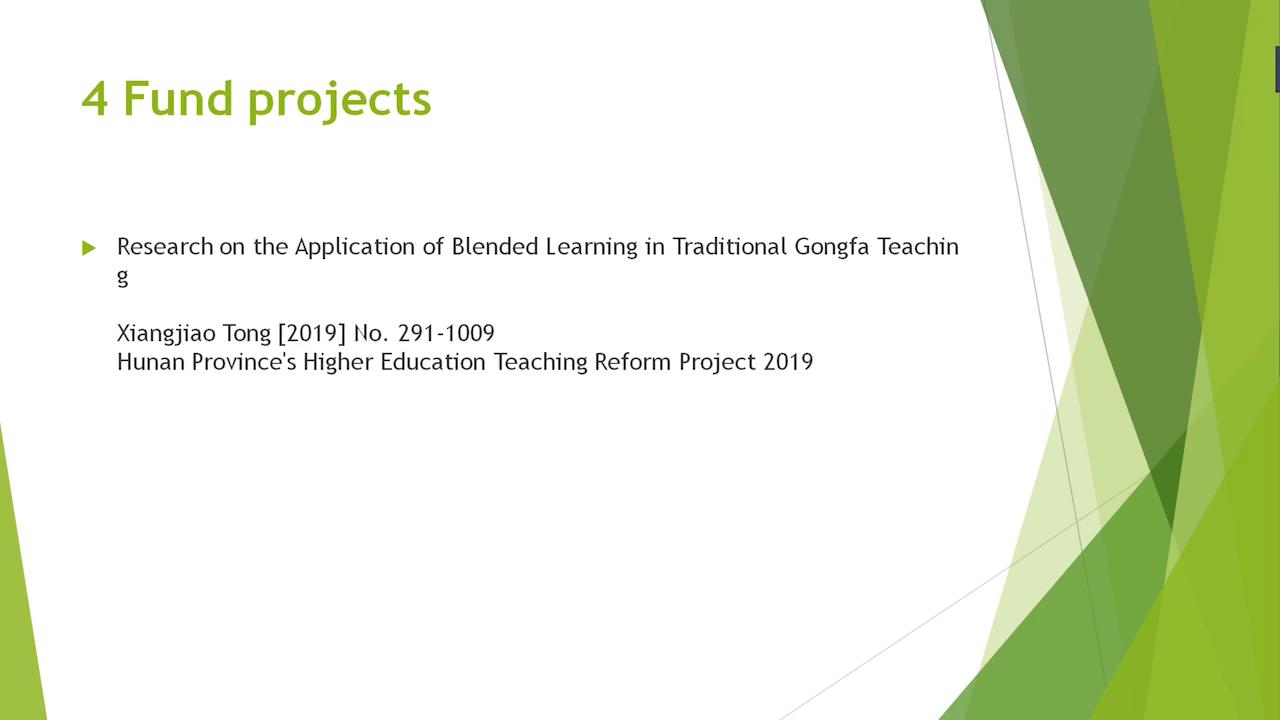 4 Fund projects
Research on the Application of Blended Learning in Traditional Gongfa Teachin
g
Xiangjiao Tong [2019] No. 291-1009
Hunan Province's Higher Education Teaching Reform Project 2019